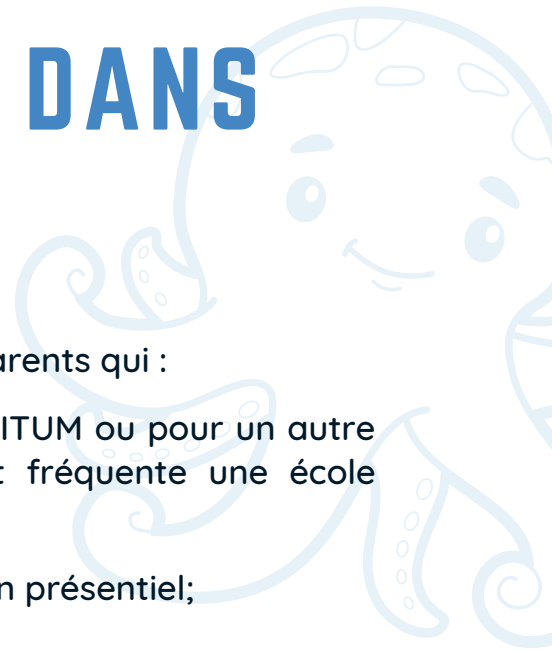 DANS
arents qui :
ITUM ou pour un autre
t fréquente une école
n présentiel;